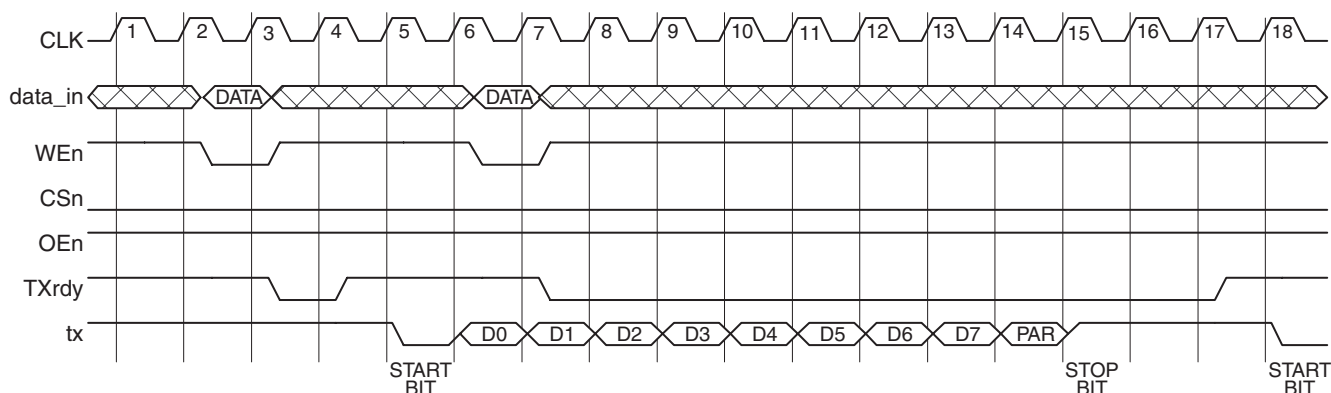 CLK 1 2 3 4 5 6 7 8 9 10 11 12 13 14 15 16 17 18
data_in DATA DATA
WEn
CSn
OEn
TXrdy
tx D0 D1 D2 D3 D4 D5 D6 D7 PAR
START STOP START
BIT BIT BIT